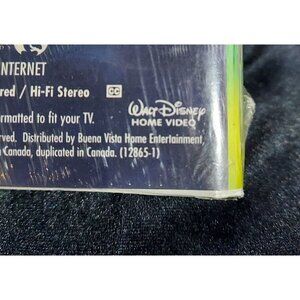 INTERNET
red / Hi-Fi Stereo CC
ormatted to fit your TV.
Walt Disney
HOME VIDEO
rved. Distributed by Buena Vista Home Entertainment,
n Canada, duplicated in Canada. (12865-1)